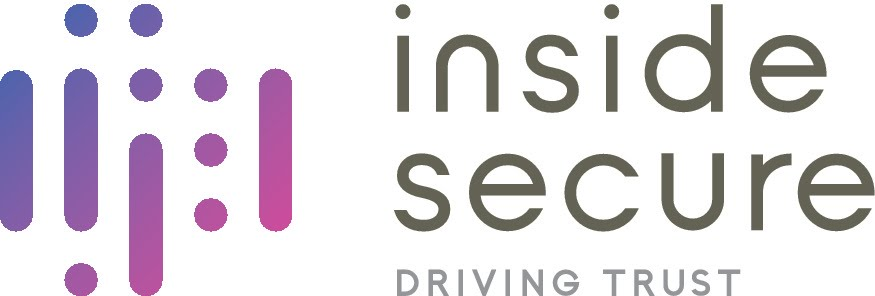 inside
secure
DRIVING TRUST